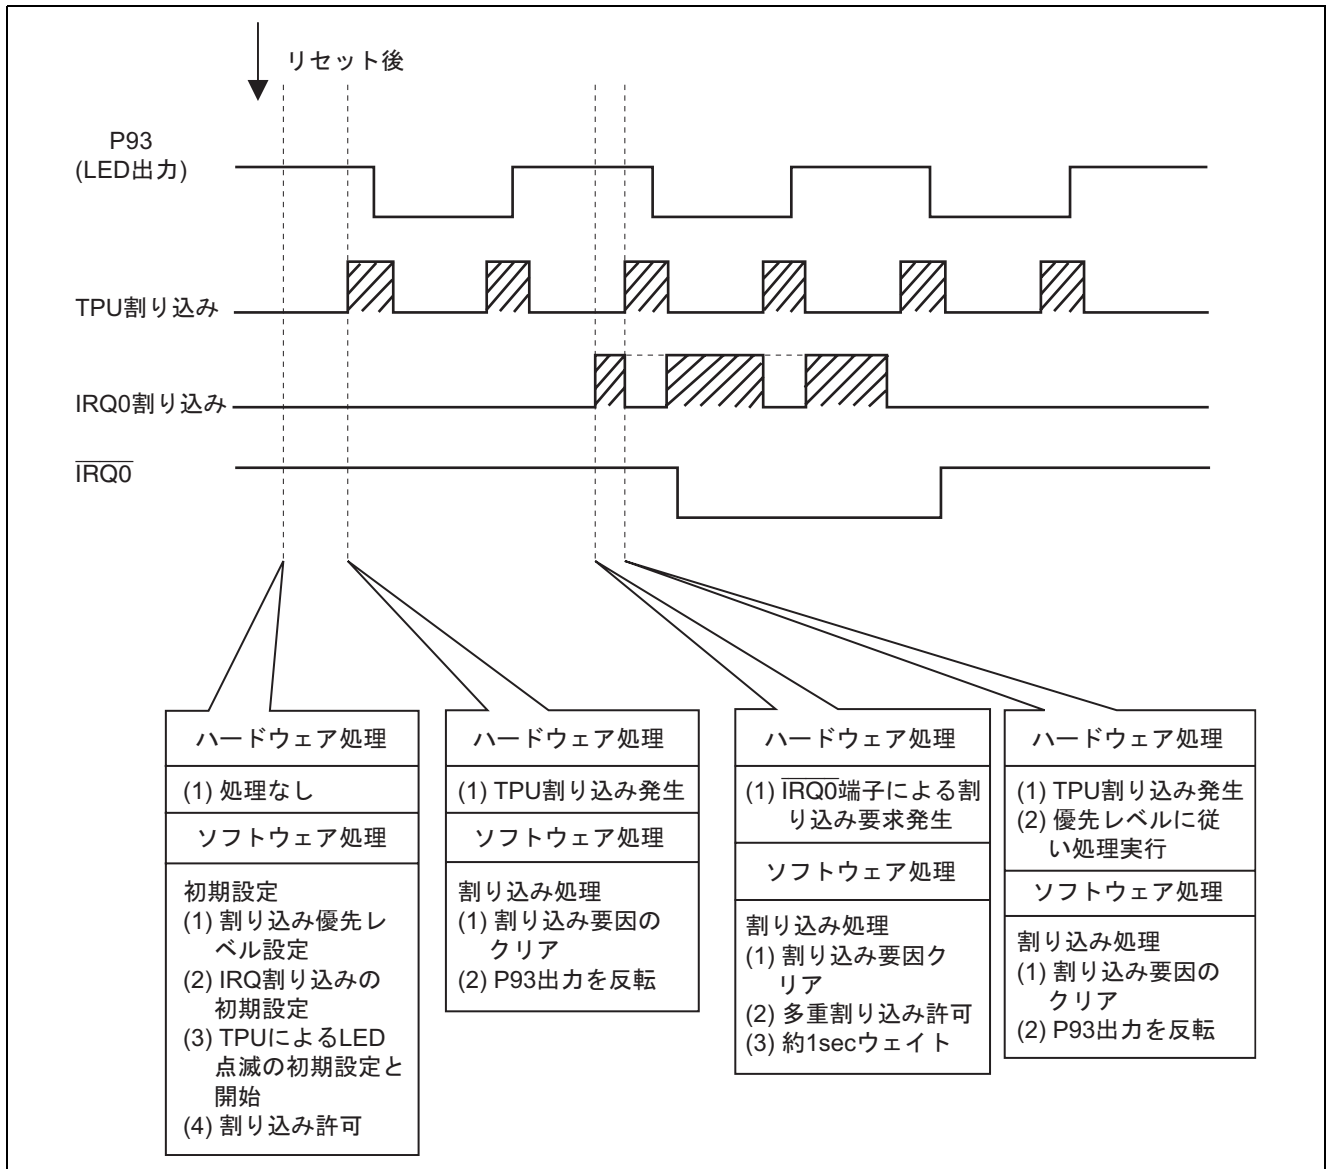 リセット後
P93
(LED出力)
TPU割り込み
IRQ0割り込み
IRQ0
ハードウェア処理
(1) 処理なし
ソフトウェア処理
初期設定
(1) 割り込み優先レ
ベル設定
(2) IRQ割り込みの
初期設定
(3) TPUによるLED
点滅の初期設定と
開始
(4) 割り込み許可
ハードウェア処理
(1) TPU割り込み発生
ソフトウェア処理
割り込み処理
(1) 割り込み要因の
クリア
(2) P93出力を反転
ハードウェア処理
(1) IRQ0端子による割
り込み要求発生
ソフトウェア処理
割り込み処理
(1) 割り込み要因ク
リア
(2) 多重割り込み許可
(3) 約1secウェイト
ハードウェア処理
(1) TPU割り込み発生
(2) 優先レベルに従
い処理実行
ソフトウェア処理
割り込み処理
(1) 割り込み要因の
クリア
(2) P93出力を反転